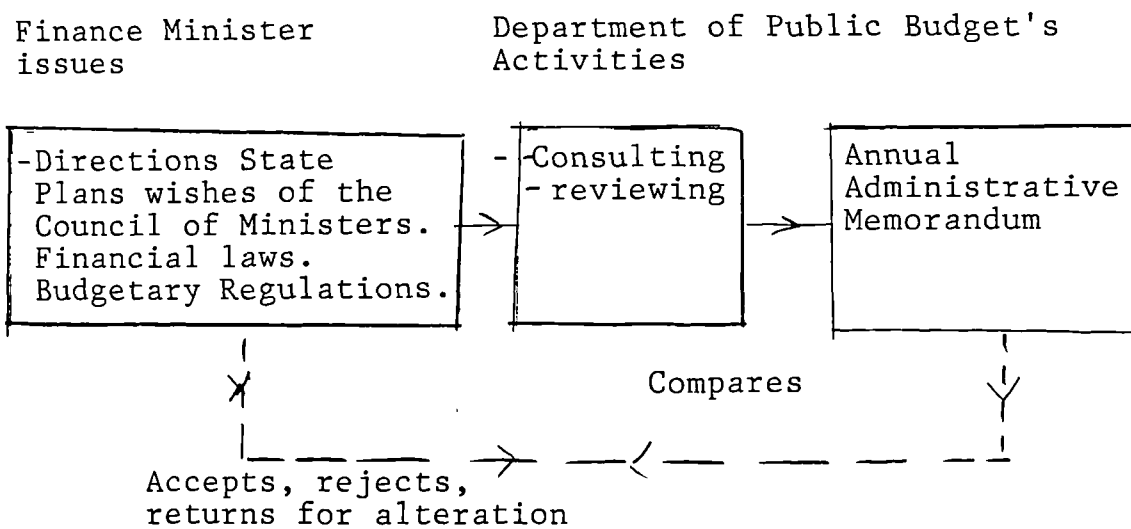 Finance Minister
issues
Department of Public Budget's
Activities
-Directions State
Plans wishes of the
Council of Ministers.
Financial laws.
Budgetary Regulations.
- -Consulting
- reviewing
Annual
Administrative
Memorandum
Compares
Accepts, rejects,
returns for alteration